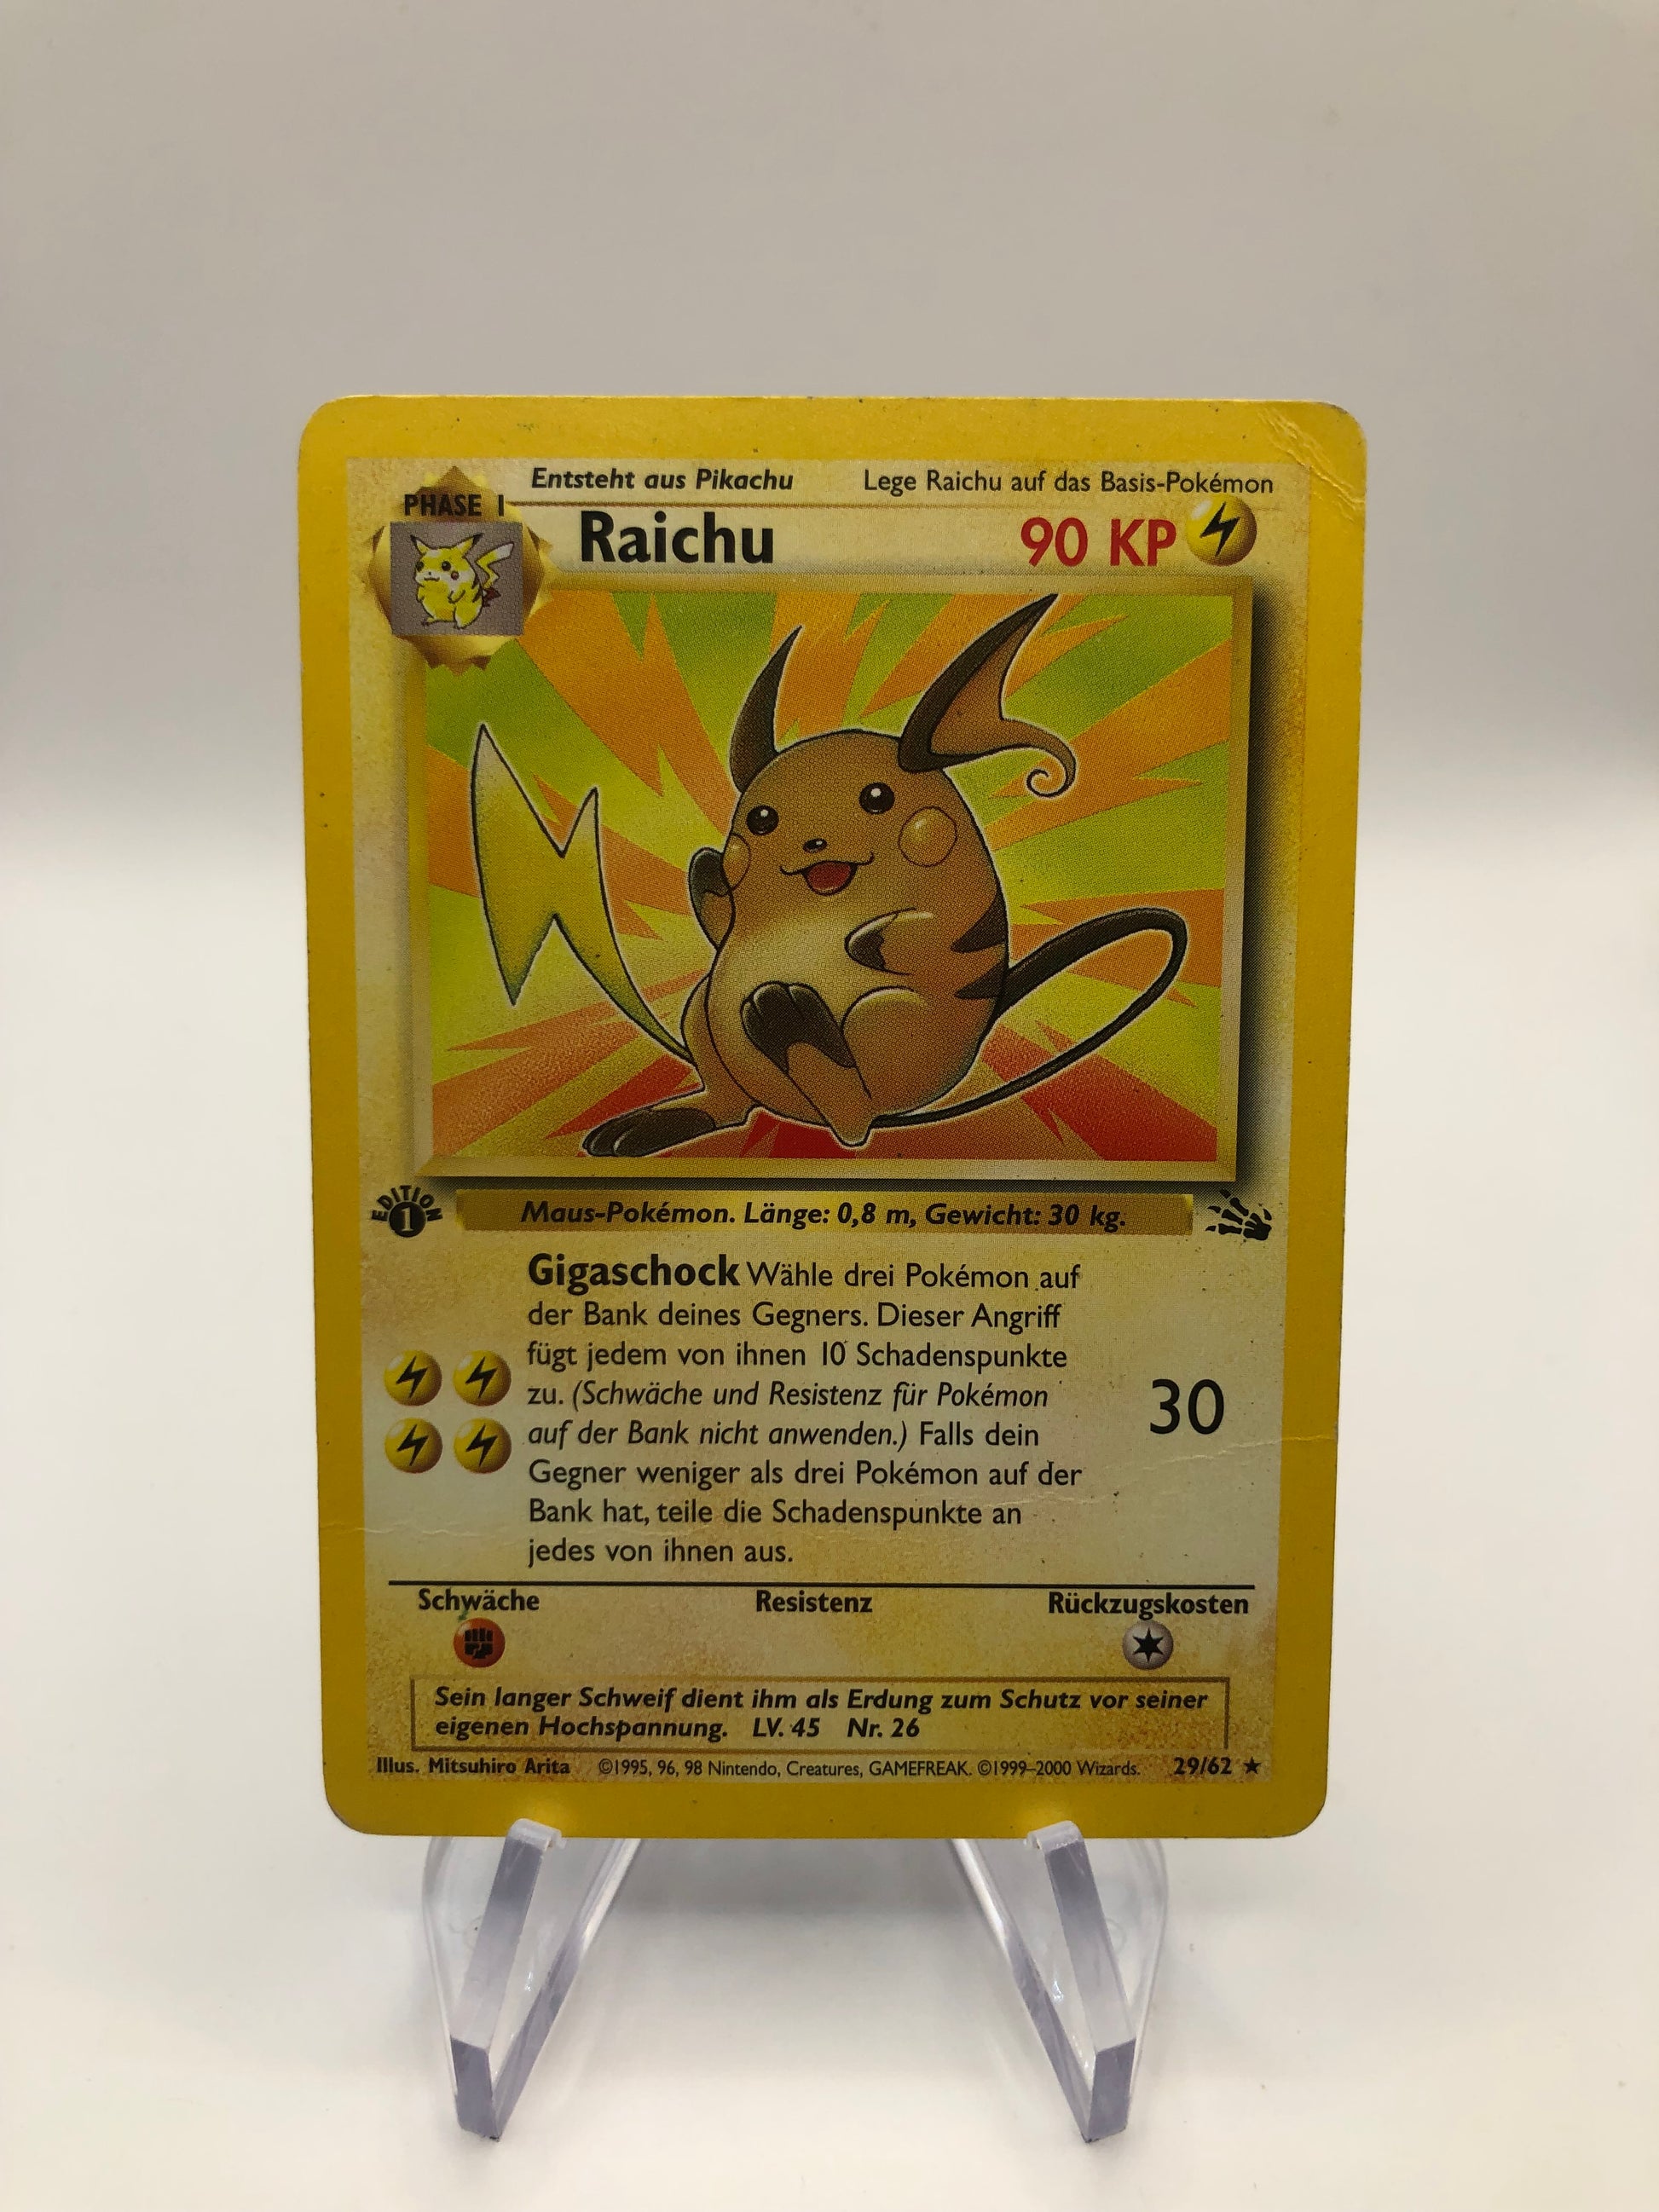 Entsteht aus Pikachu Lege Raichu auf das Basis-Pokémon
PHASE 1
Raichu 90 KP
EDITION
1
Maus-Pokémon. Länge: 0,8 m, Gewicht: 30 kg.
Gigaschock Wähle drei Pokémon auf
der Bank deines Gegners. Dieser Angriff
fügt jedem von ihnen 10 Schadenspunkte
zu. (Schwäche und Resistenz für Pokémon
auf der Bank nicht anwenden.) Falls dein
Gegner weniger als drei Pokémon auf der
Bank hat, teile die Schadenspunkte an
jedes von ihnen aus.
30
Schwäche Resistenz Rückzugskosten
Sein langer Schweif dient ihm als Erdung zum Schutz vor seiner
eigenen Hochspannung. LV. 45 Nr. 26
Illus. Mitsuhiro Arita ©1995, 96, 98 Nintendo, Creatures, GAMEFREAK. ©1999–2000 Wizards. 29/62 ★